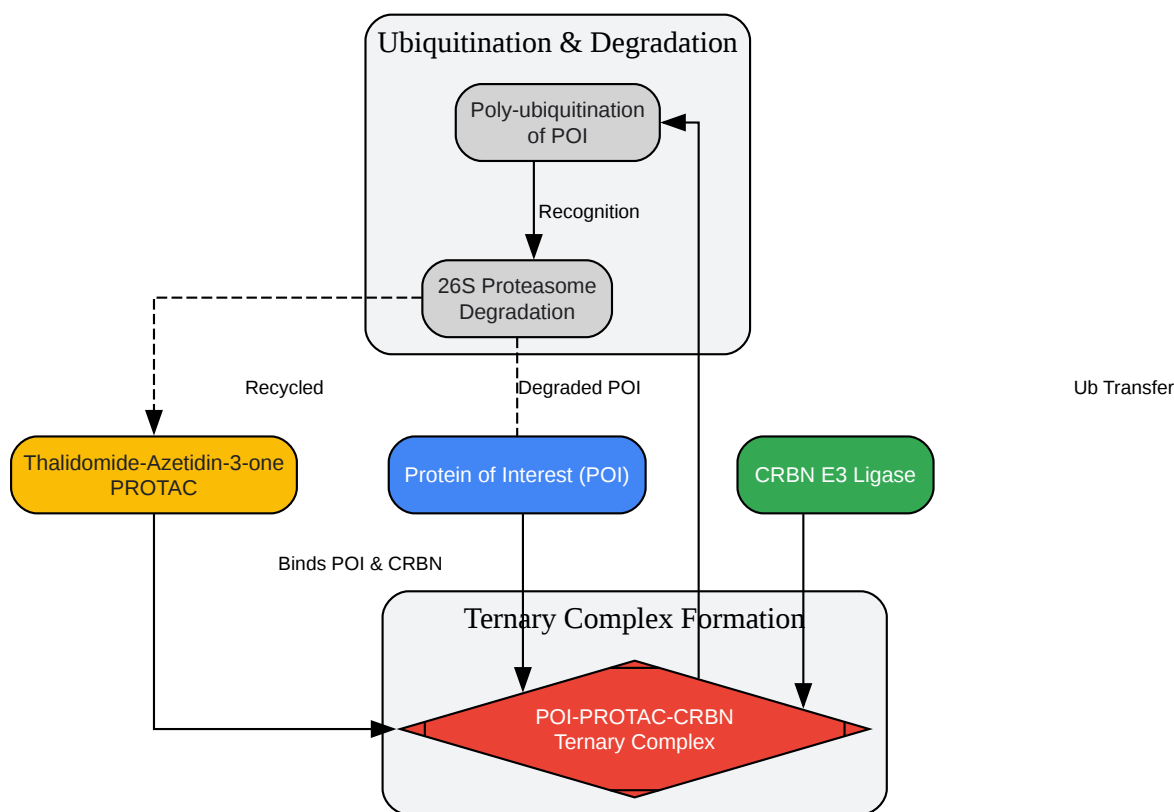 Ubiquitination & Degradation
Poly-ubiquitination
of POI
Recognition
26S Proteasome
Degradation
Recycled
Degraded POI
Ub Transfer
Thalidomide-Azetidin-3-one
PROTAC
Protein of Interest (POI)
CRBN E3 Ligase
Binds POI & CRBN
Ternary Complex Formation
POI-PROTAC-CRBN
Ternary Complex